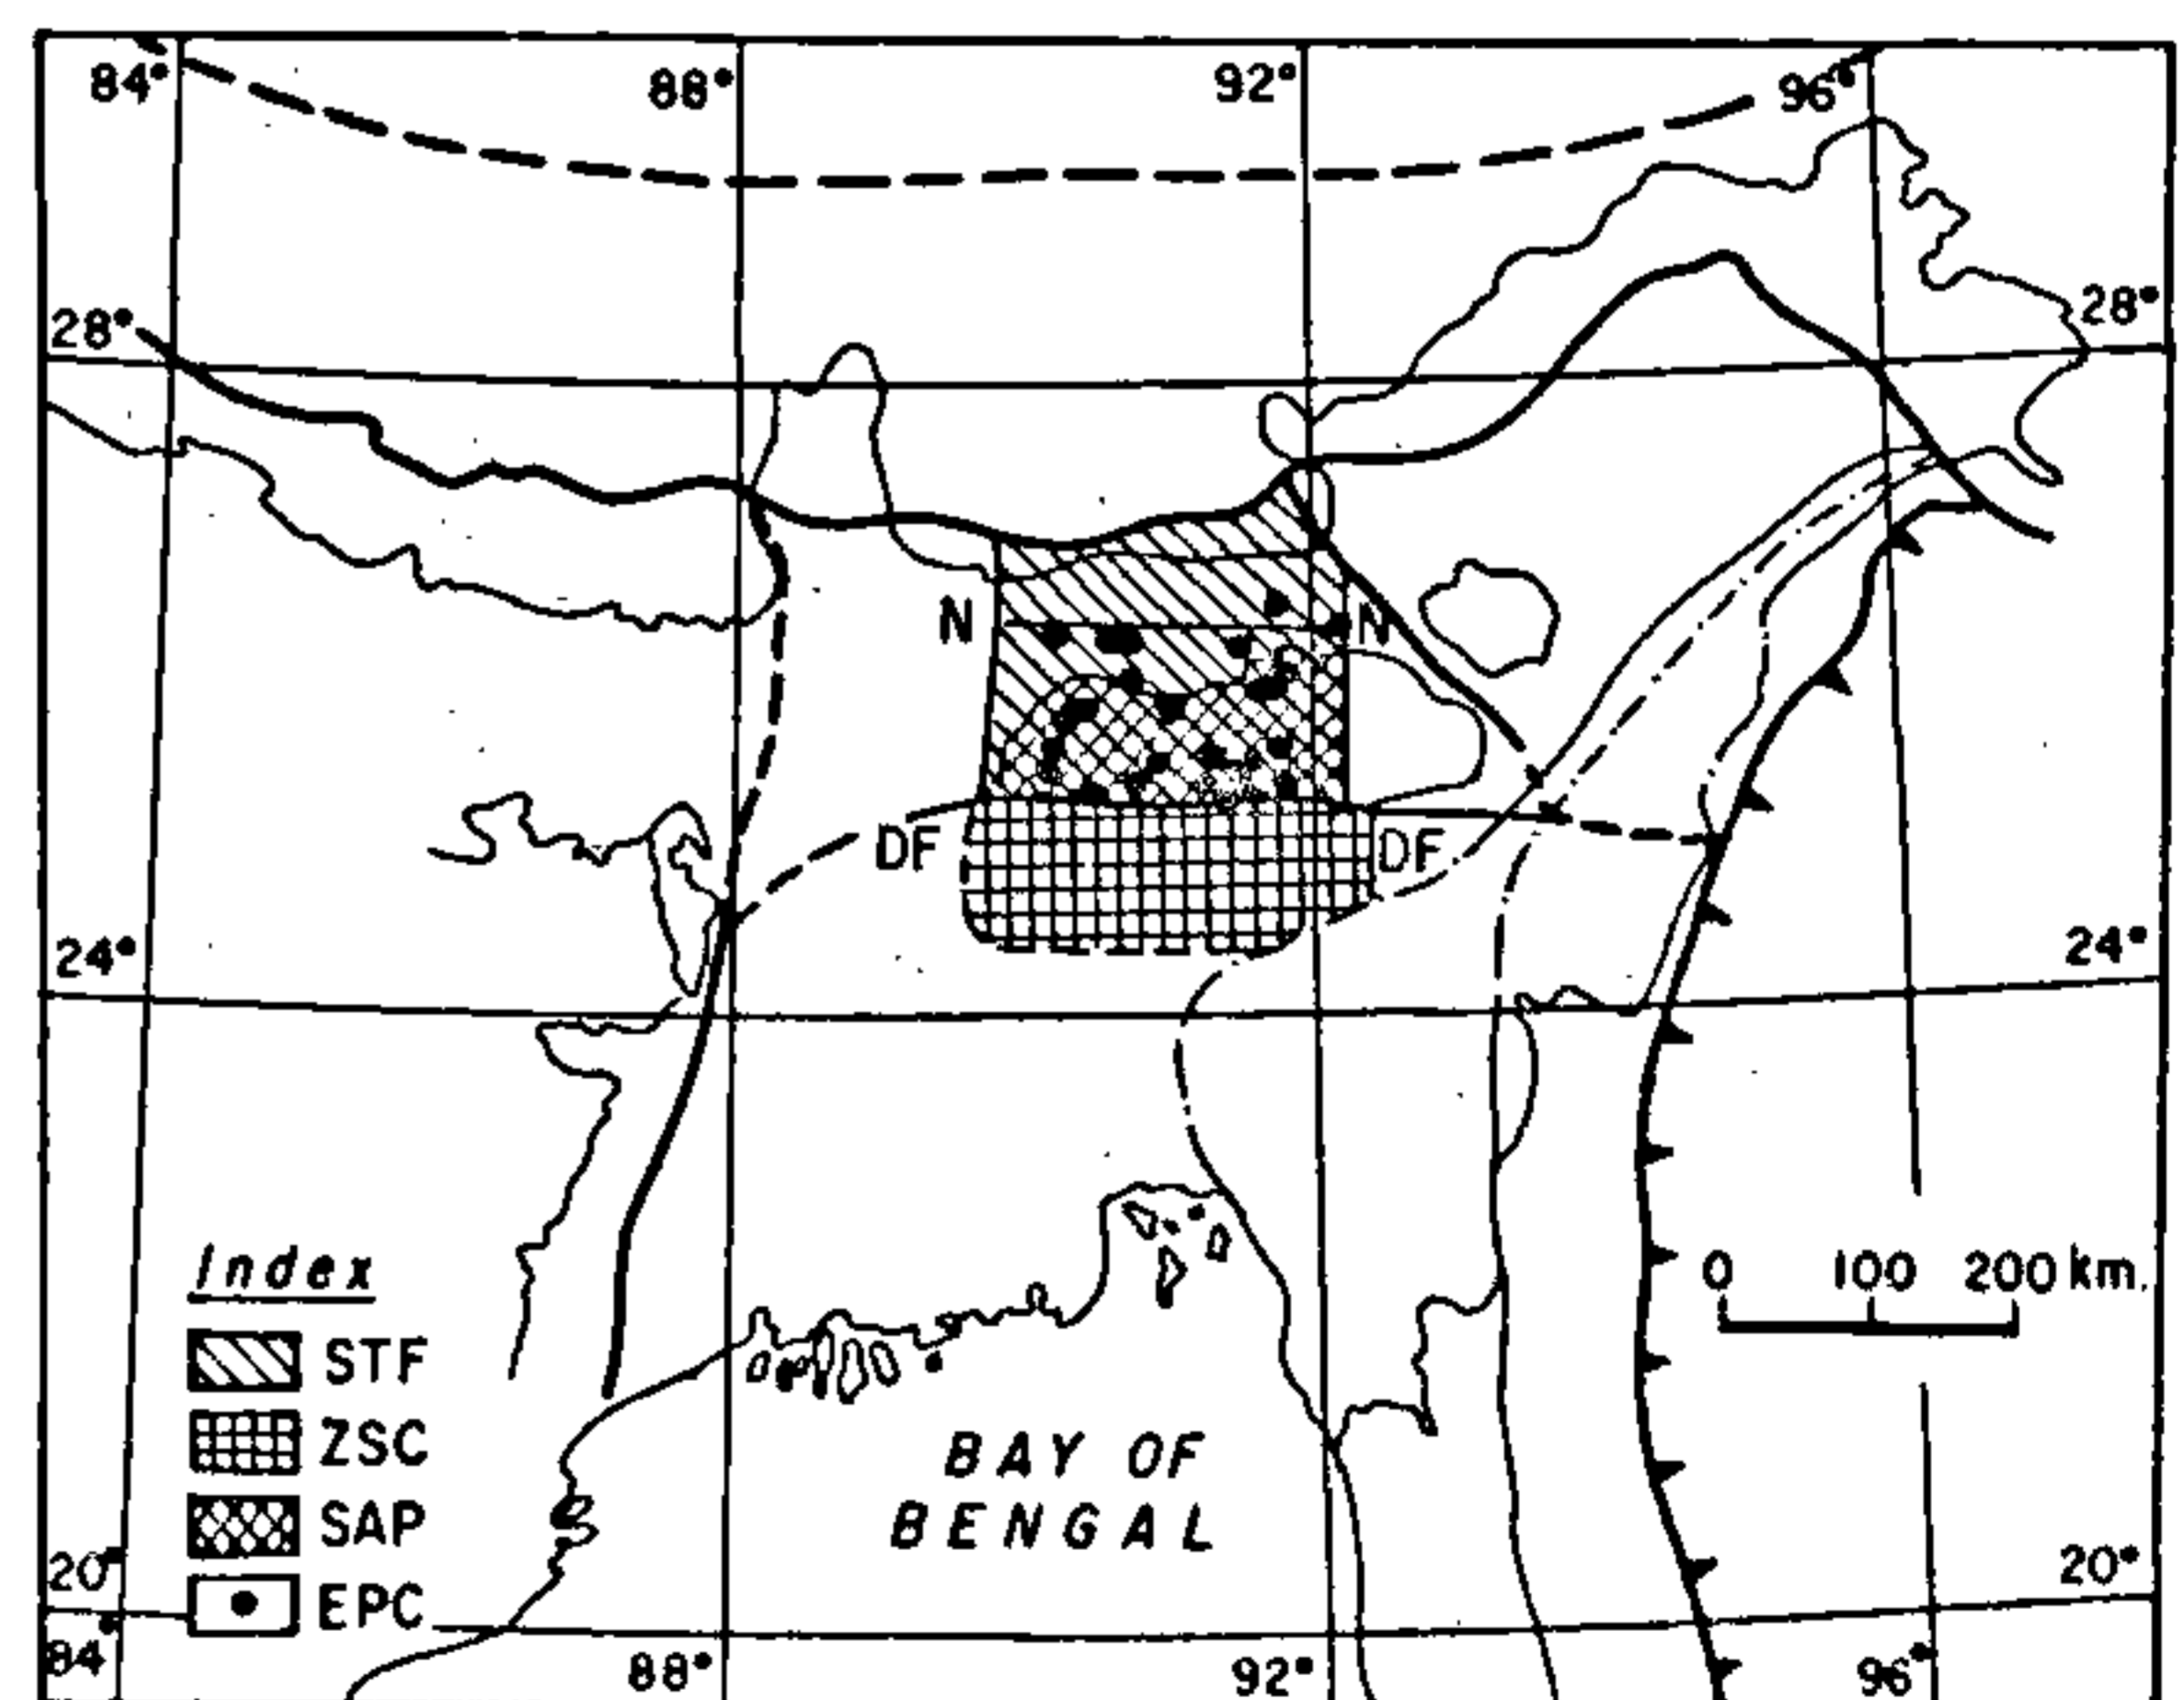 84° 88° 92° 96°
28° 28°
N N
DF DF
24° 24°
Index
0 100 200 km.
STF
ZSC
BAY OF
SAP
BENGAL
20° 20°
EPC
84° 88° 92° 96°